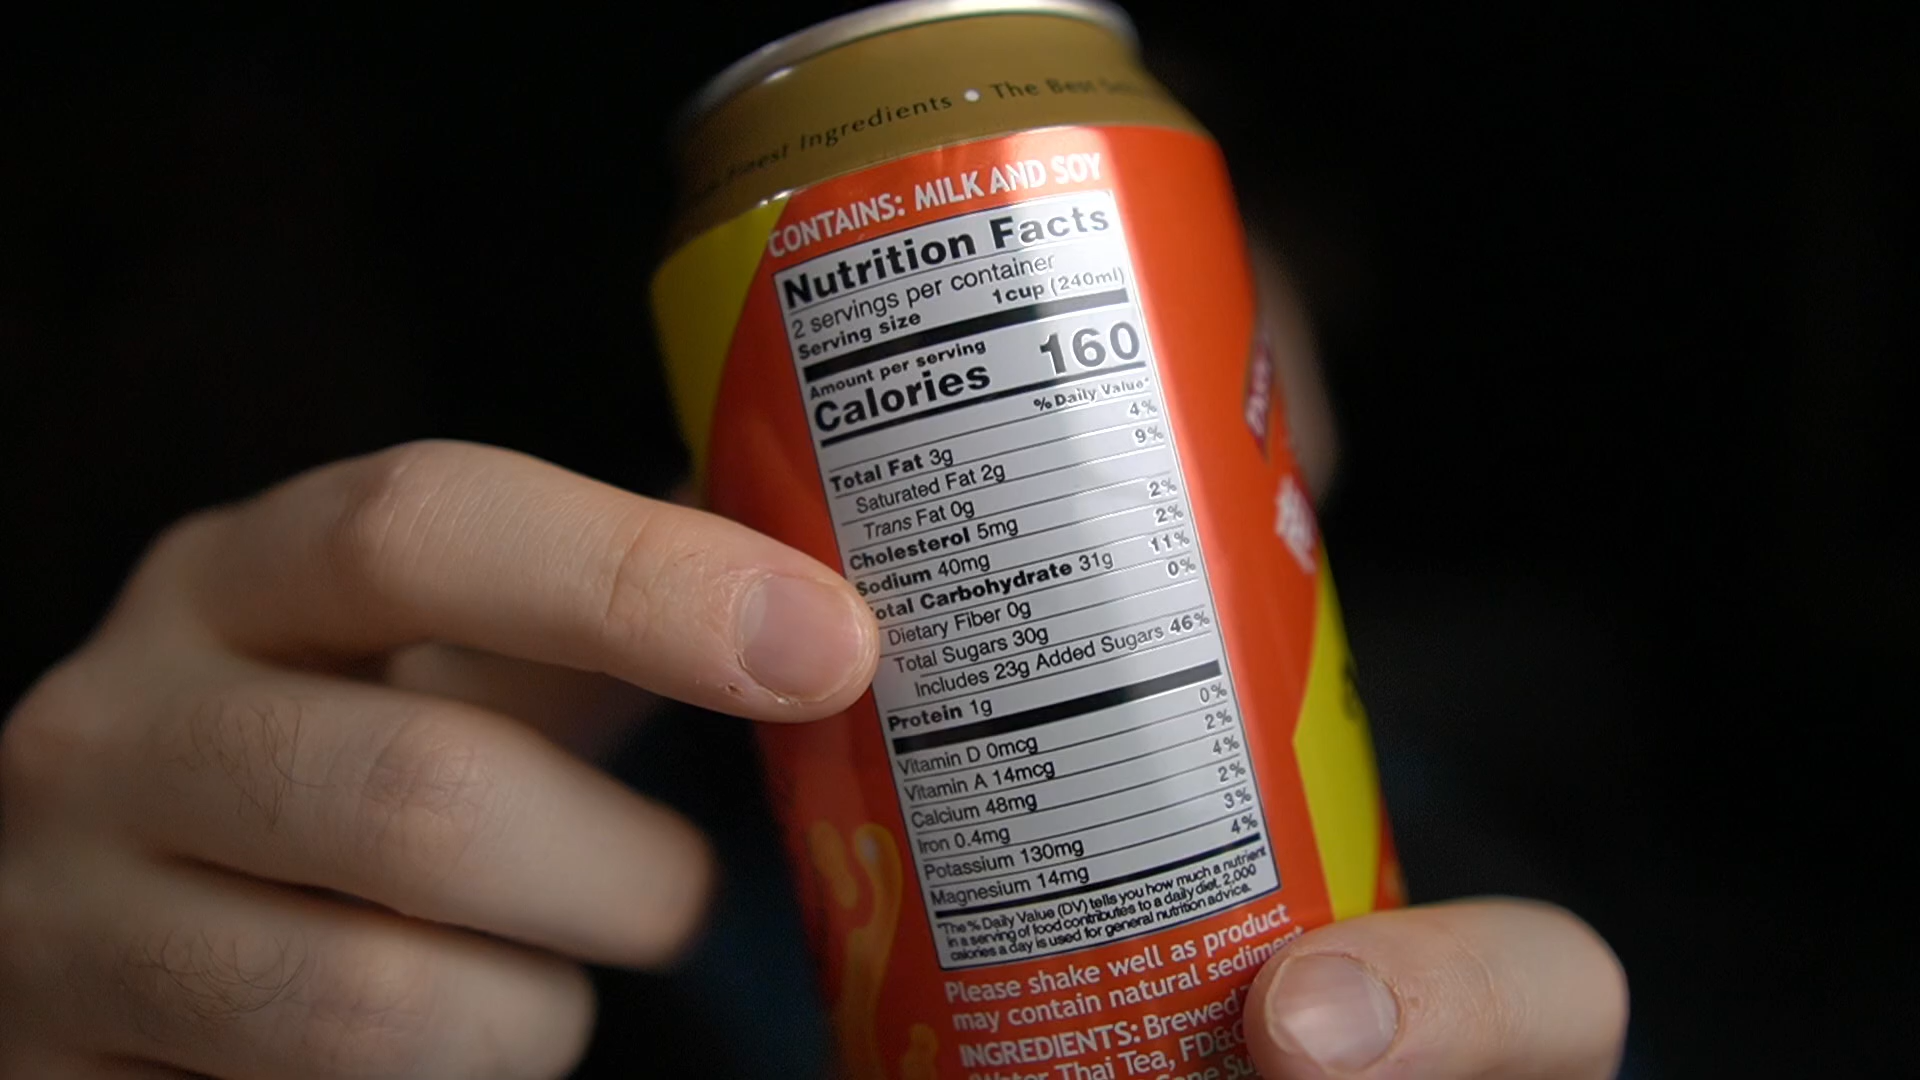 Finest Ingredients • The Best
CONTAINS: MILK AND SOY
Nutrition Facts
2 servings per container
Serving size 1cup (240ml)
Amount per serving
Calories 160
% Daily Value*
Total Fat 3g 4%
Saturated Fat 2g 9%
Trans Fat 0g
Cholesterol 5mg 2%
Sodium 40mg 2%
otal Carbohydrate 31g 11%
Dietary Fiber 0g 0%
Total Sugars 30g
Includes 23g Added Sugars 46%
Protein 1g
Vitamin D 0mcg 0%
Vitamin A 14mcg 2%
Calcium 48mg 4%
Iron 0.4mg 2%
Potassium 130mg 3%
Magnesium 14mg 4%
*The % Daily Value (DV) tells you how much a nutrient
in a serving of food contributes to a daily diet. 2,000
calories a day is used for general nutrition advice.
Please shake well as product
may contain natural sediment
INGREDIENTS: Brewed
Thai Tea, FD&C